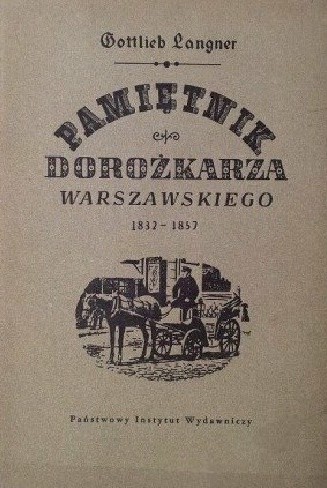 Gottlieb Langner
PAMIĘTNIK
DOROŻKARZA
WARSZAWSKIEGO
1832-1857
Państwowy Instytut Wydawniczy